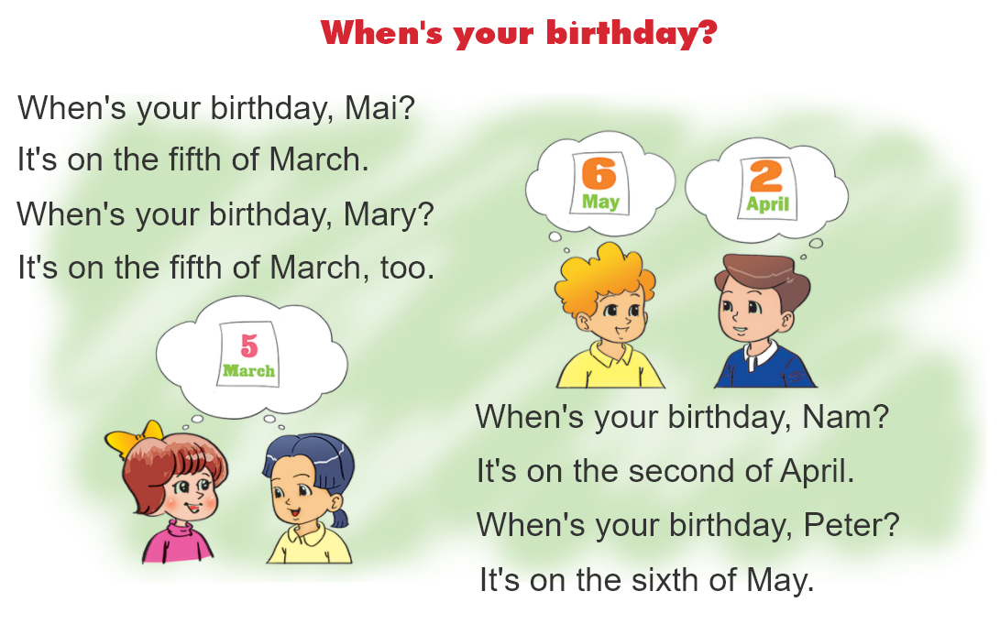 When's your birthday?
When's your birthday, Mai?
It's on the fifth of March.
When's your birthday, Mary?
It's on the fifth of March, too.
5
March
6
May
2
April
When's your birthday, Nam?
It's on the second of April.
When's your birthday, Peter?
It's on the sixth of May.